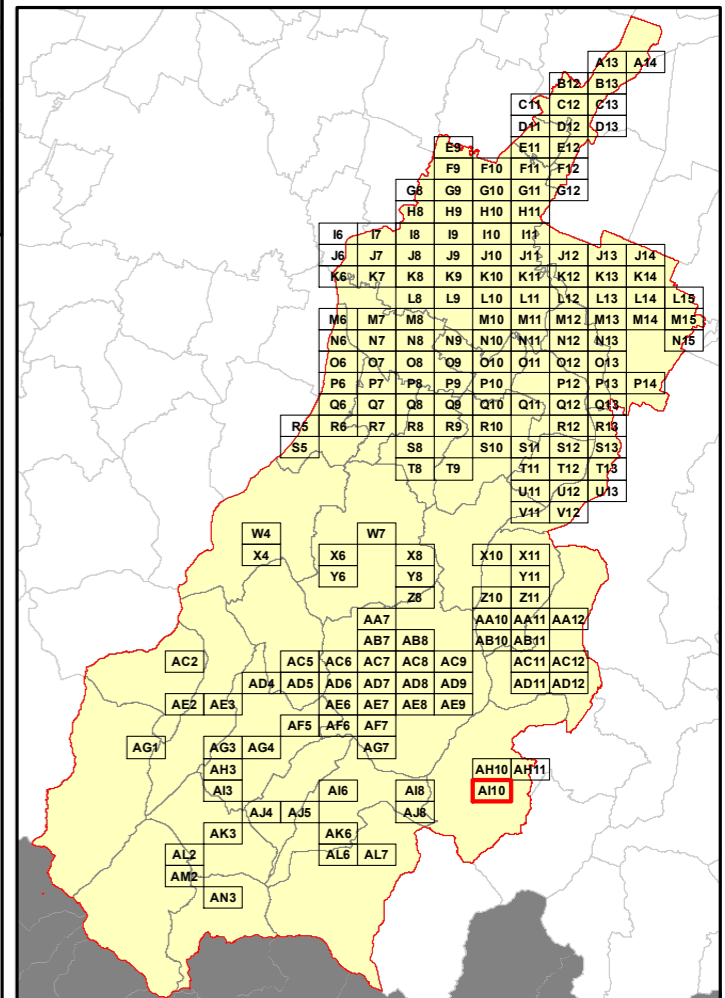 A13 A14
B12 B13
C11 C12 C13
D11 D12 D13
E9 E11 E12
F9 F10 F11 F12
G8 G9 G10 G11 G12
H8 H9 H10 H11
I6 I7 I8 I9 I10 I11
J6 J7 J8 J9 J10 J11 J12 J13 J14
K6 K7 K8 K9 K10 K11 K12 K13 K14
L8 L9 L10 L11 L12 L13 L14 L15
M6 M7 M8 M10 M11 M12 M13 M14 M15
N6 N7 N8 N9 N10 N11 N12 N13 N15
O6 O7 O8 O9 O10 O11 O12 O13
P6 P7 P8 P9 P10 P12 P13 P14
Q6 Q7 Q8 Q9 Q10 Q11 Q12 Q13
R5 R6 R7 R8 R9 R10 R12 R13
S5 S8 S10 S11 S12 S13
T8 T9 T11 T12 T13
U11 U12 U13
V11 V12
W4 W7
X4 X6 X8 X10 X11
Y6 Y8 Y11
Z8 Z10 Z11
AA7 AA10 AA11 AA12
AB7 AB8 AB10 AB11
AC2 AC5 AC6 AC7 AC8 AC9 AC11 AC12
AD4 AD5 AD6 AD7 AD8 AD9 AD11 AD12
AE2 AE3 AE6 AE7 AE8 AE9
AF5 AF6 AF7
AG1 AG3 AG4 AG7
AH3 AH10 AH11
AI3 AI6 AI8 AI10
AJ4 AJ5 AJ8
AK3 AK6
AL2 AL6 AL7
AM2
AN3